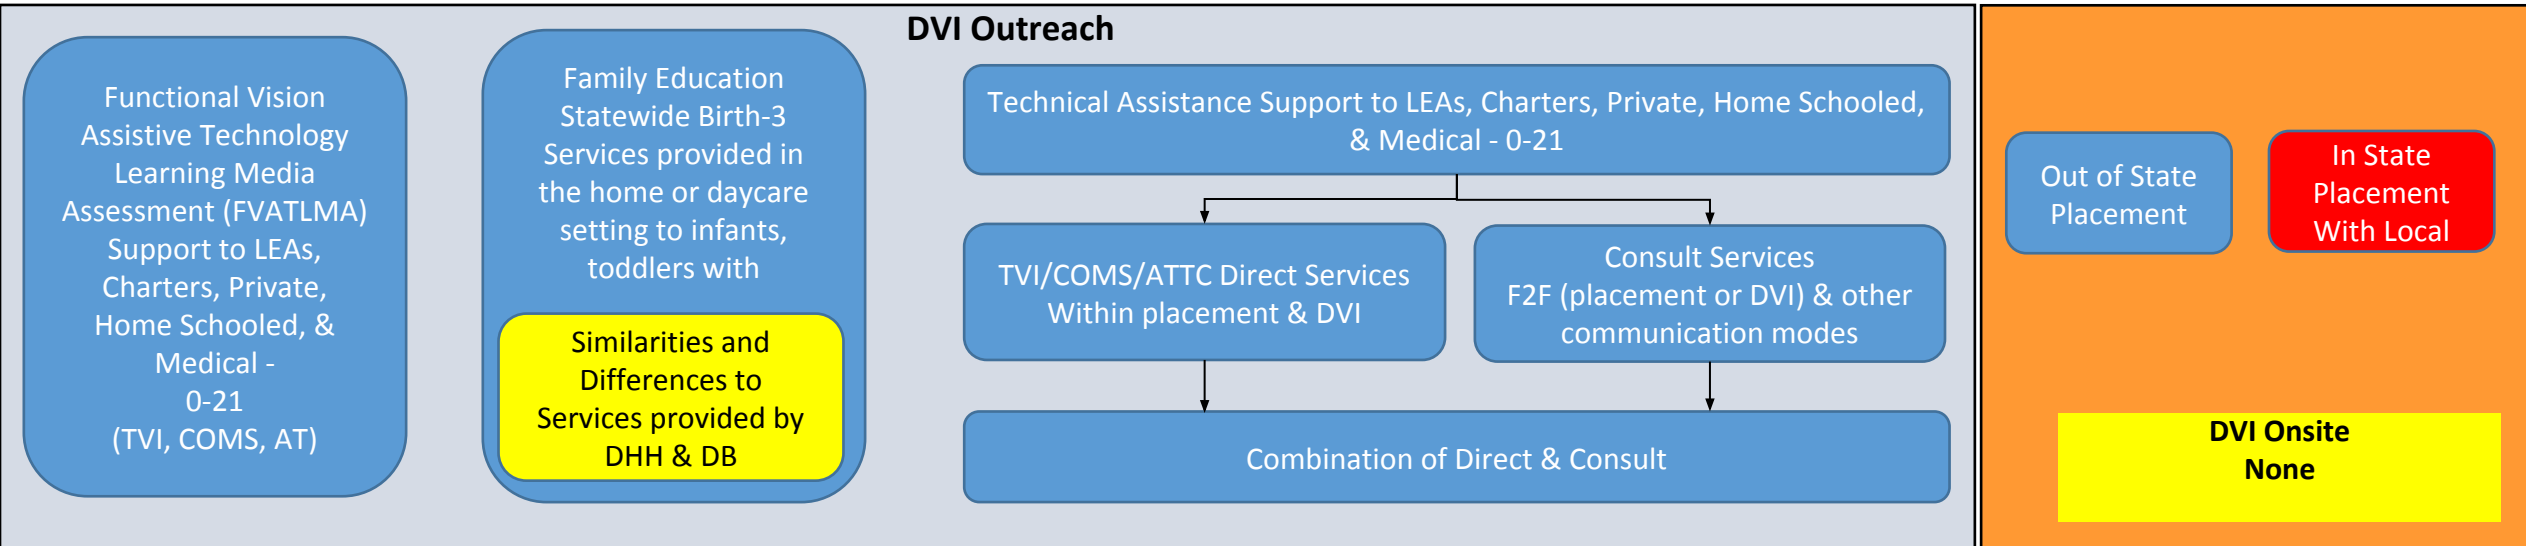 DVI Outreach
Functional Vision
Assistive Technology
Learning Media
Assessment (FVATLMA)
Support to LEAs,
Charters, Private,
Home Schooled, &
Medical -
0-21
(TVI, COMS, AT)
Family Education
Statewide Birth-3
Services provided in
the home or daycare
setting to infants,
toddlers with
Similarities and
Differences to
Services provided by
DHH & DB
Technical Assistance Support to LEAs, Charters, Private, Home Schooled,
& Medical - 0-21
TVI/COMS/ATTC Direct Services
Within placement & DVI
Consult Services
F2F (placement or DVI) & other
communication modes
Combination of Direct & Consult
Out of State
Placement
In State
Placement
With Local
DVI Onsite
None